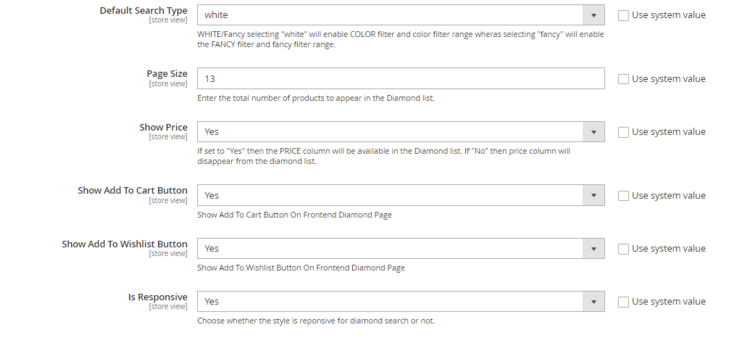 Default Search Type
[store view]
white
Use system value
WHITE/Fancy selecting "white" will enable COLOR filter and color filter range wheras selecting "fancy" will enable
the FANCY filter and fancy filter range.
Page Size
[store view]
13
Use system value
Enter the total number of products to appear in the Diamond list.
Show Price
[store view]
Yes
Use system value
If set to "Yes" then the PRICE column will be available in the Diamond list. If "No" then price column will
disappear from the diamond list.
Show Add To Cart Button
[store view]
Yes
Use system value
Show Add To Cart Button On Frontend Diamond Page
Show Add To Wishlist Button
[store view]
Yes
Use system value
Show Add To Wishlist Button On Frontend Diamond Page
Is Responsive
[store view]
Yes
Use system value
Choose whether the style is reponsive for diamond search or not.